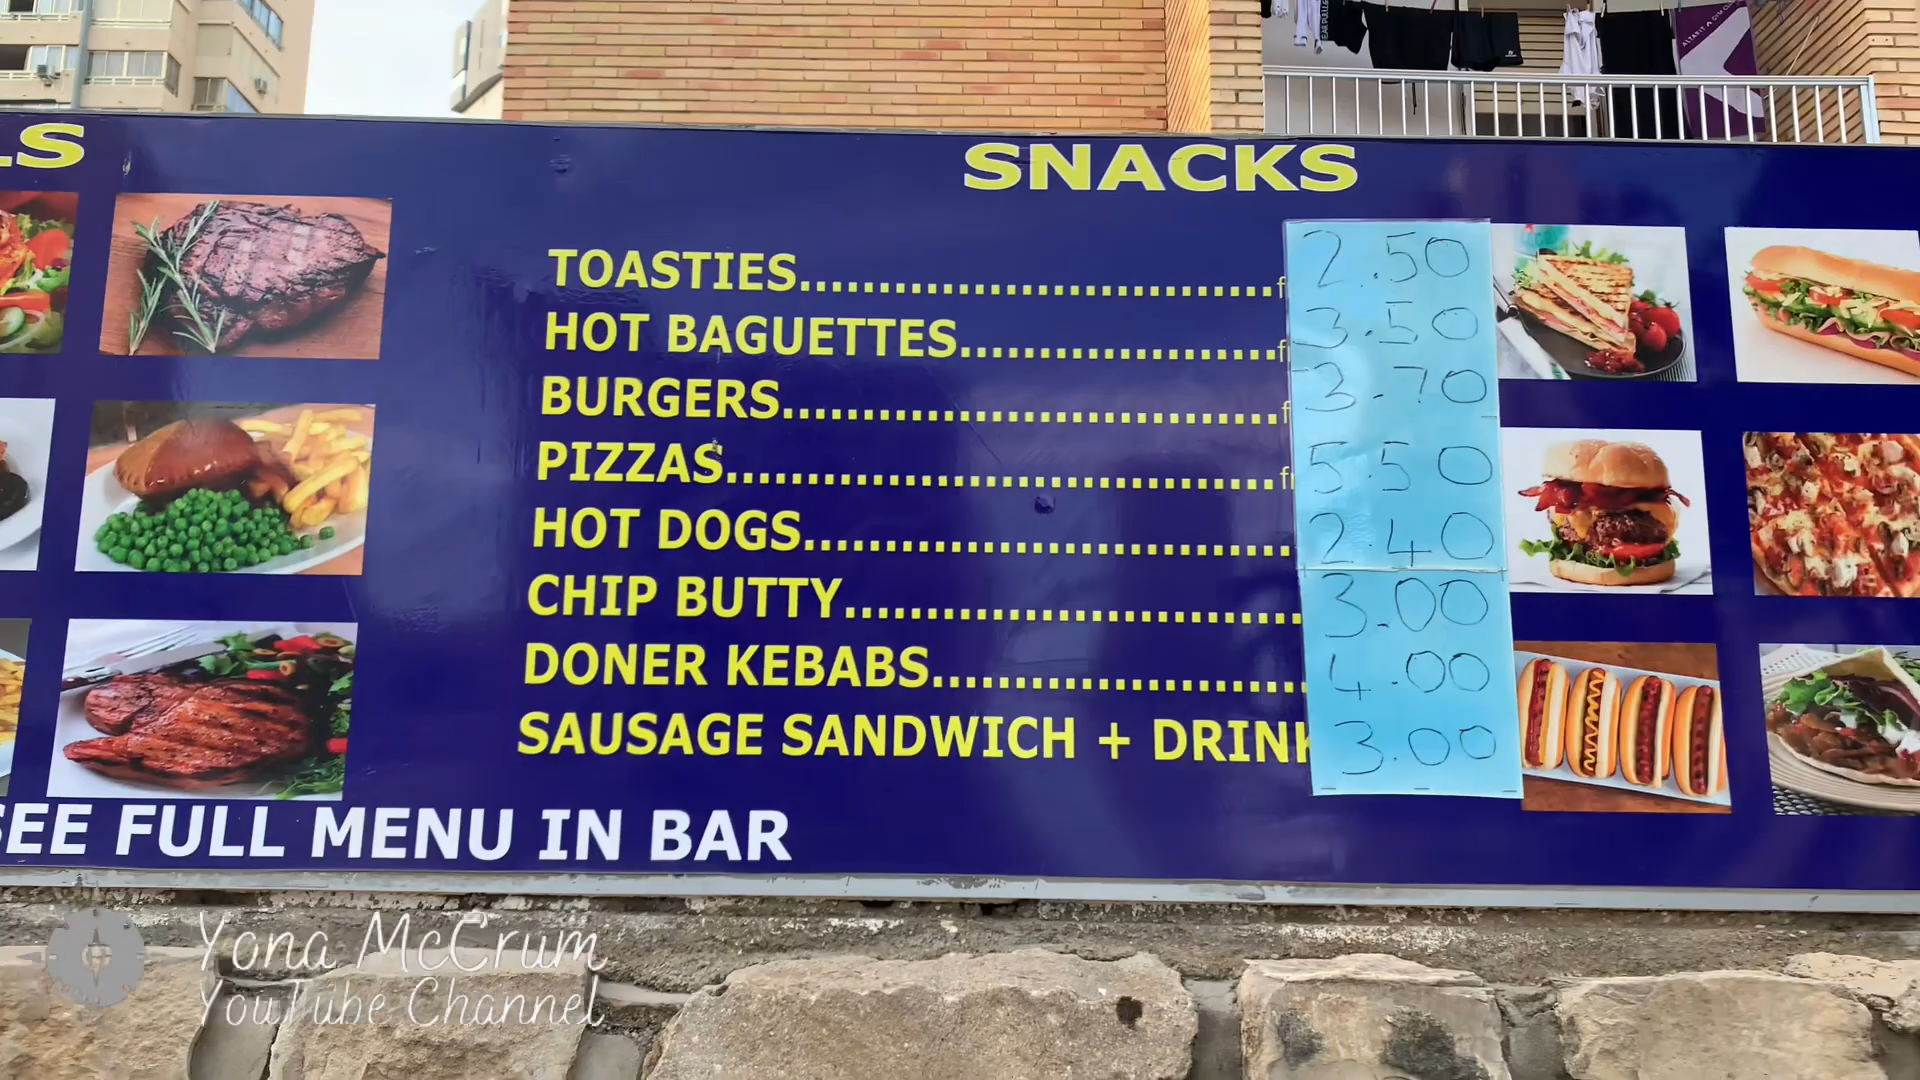 LS
SNACKS
TOASTIES.............................f 2.50
HOT BAGUETTES....................f 3.50
BURGERS...............................f 3.70
PIZZAS..................................fr 5.50
HOT DOGS.............................. 2.40
CHIP BUTTY............................ 3.00
DONER KEBABS....................... 4.00
SAUSAGE SANDWICH + DRINK 3.00
SEE FULL MENU IN BAR
Yona McCrum
YouTube Channel